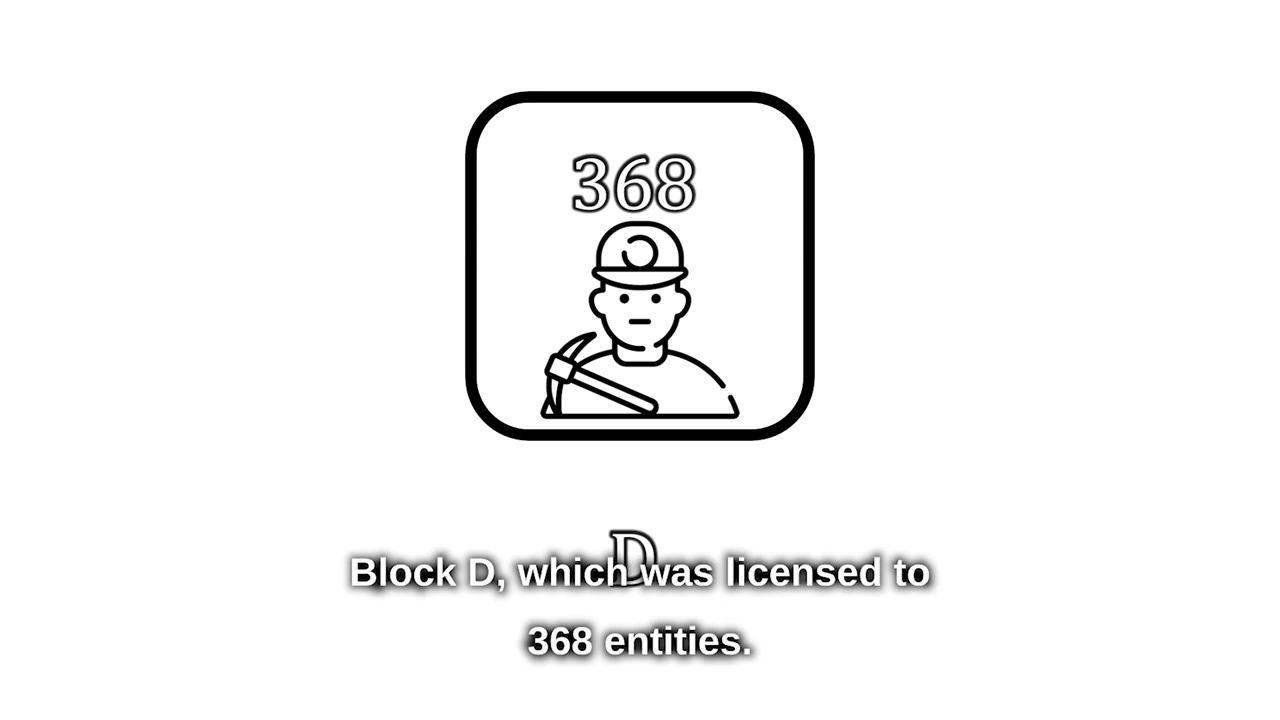 368
D
Block D, which was licensed to
368 entities.